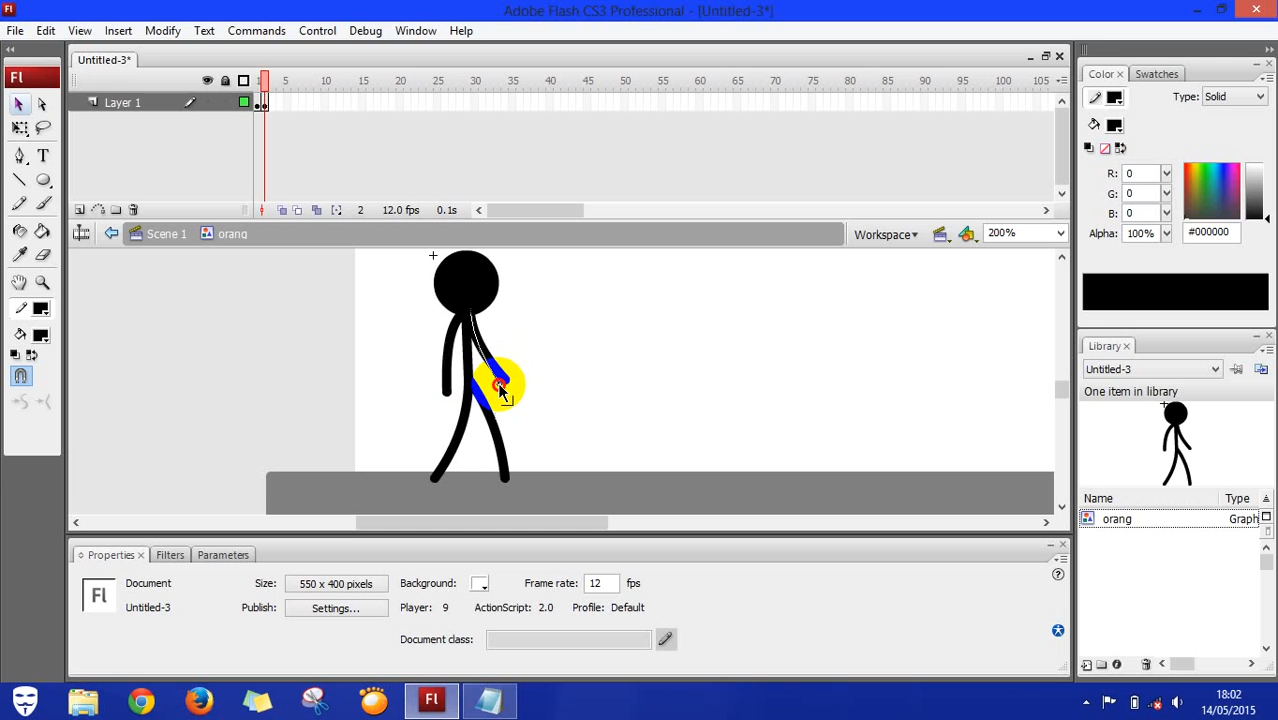 Adobe Flash CS3 Professional - [Untitled-3*]
File Edit View Insert Modify Text Commands Control Debug Window Help
Untitled-3*
1 5 10 15 20 25 30 35 40 45 50 55 60 65 70 75 80 85 90 95 100 105
Layer 1
2 12.0 fps 0.1s
Scene 1 orang
Workspace 200%
Color Swatches
Type: Solid
R: 0
G: 0
B: 0
Alpha: 100% #000000
Library
Untitled-3
One item in library
Name Type
orang Graph
Properties Filters Parameters
Fl
Document
Untitled-3
Size: 550 x 400 pixels
Background:
Frame rate: 12 fps
Publish: Settings...
Player: 9 ActionScript: 2.0 Profile: Default
Document class:
Fl
Fl
18:02
14/05/2015